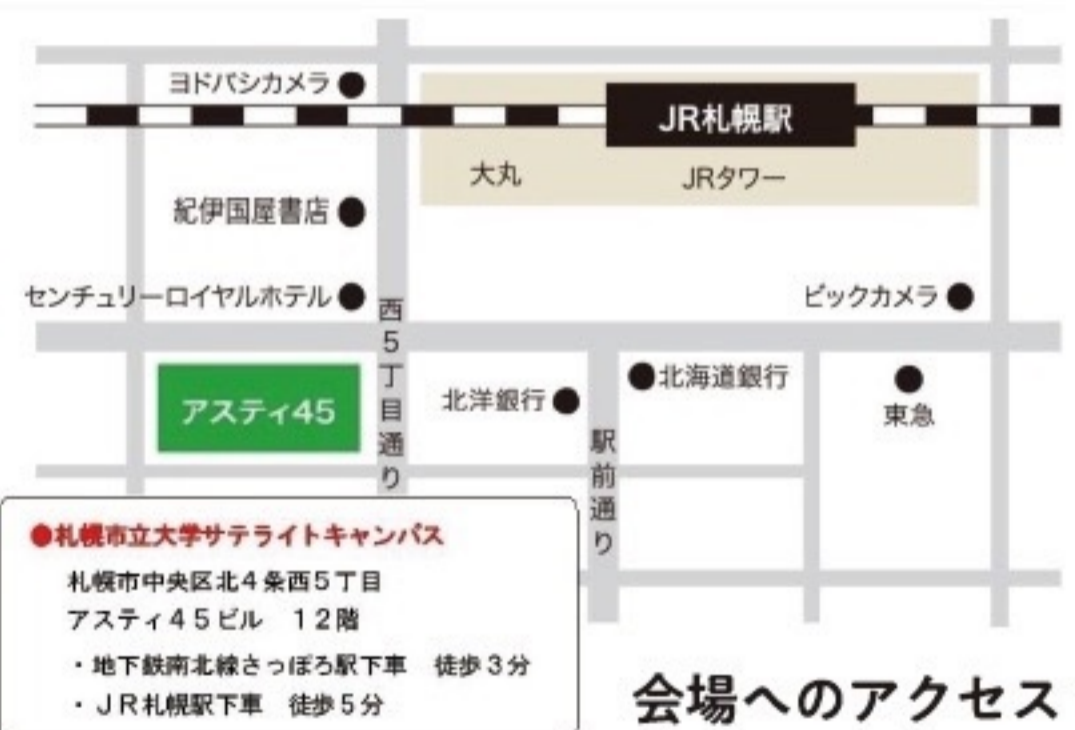 ヨドバシカメラ
JR札幌駅
大丸
JRタワー
紀伊国屋書店
センチュリーロイヤルホテル
ビックカメラ
西5丁目通り
アスティ45
北洋銀行
北海道銀行
東急
駅前通り
●札幌市立大学サテライトキャンパス
札幌市中央区北4条西5丁目
アスティ45ビル　12階
・地下鉄南北線さっぽろ駅下車　徒歩3分
・JR札幌駅下車　徒歩5分
会場へのアクセス